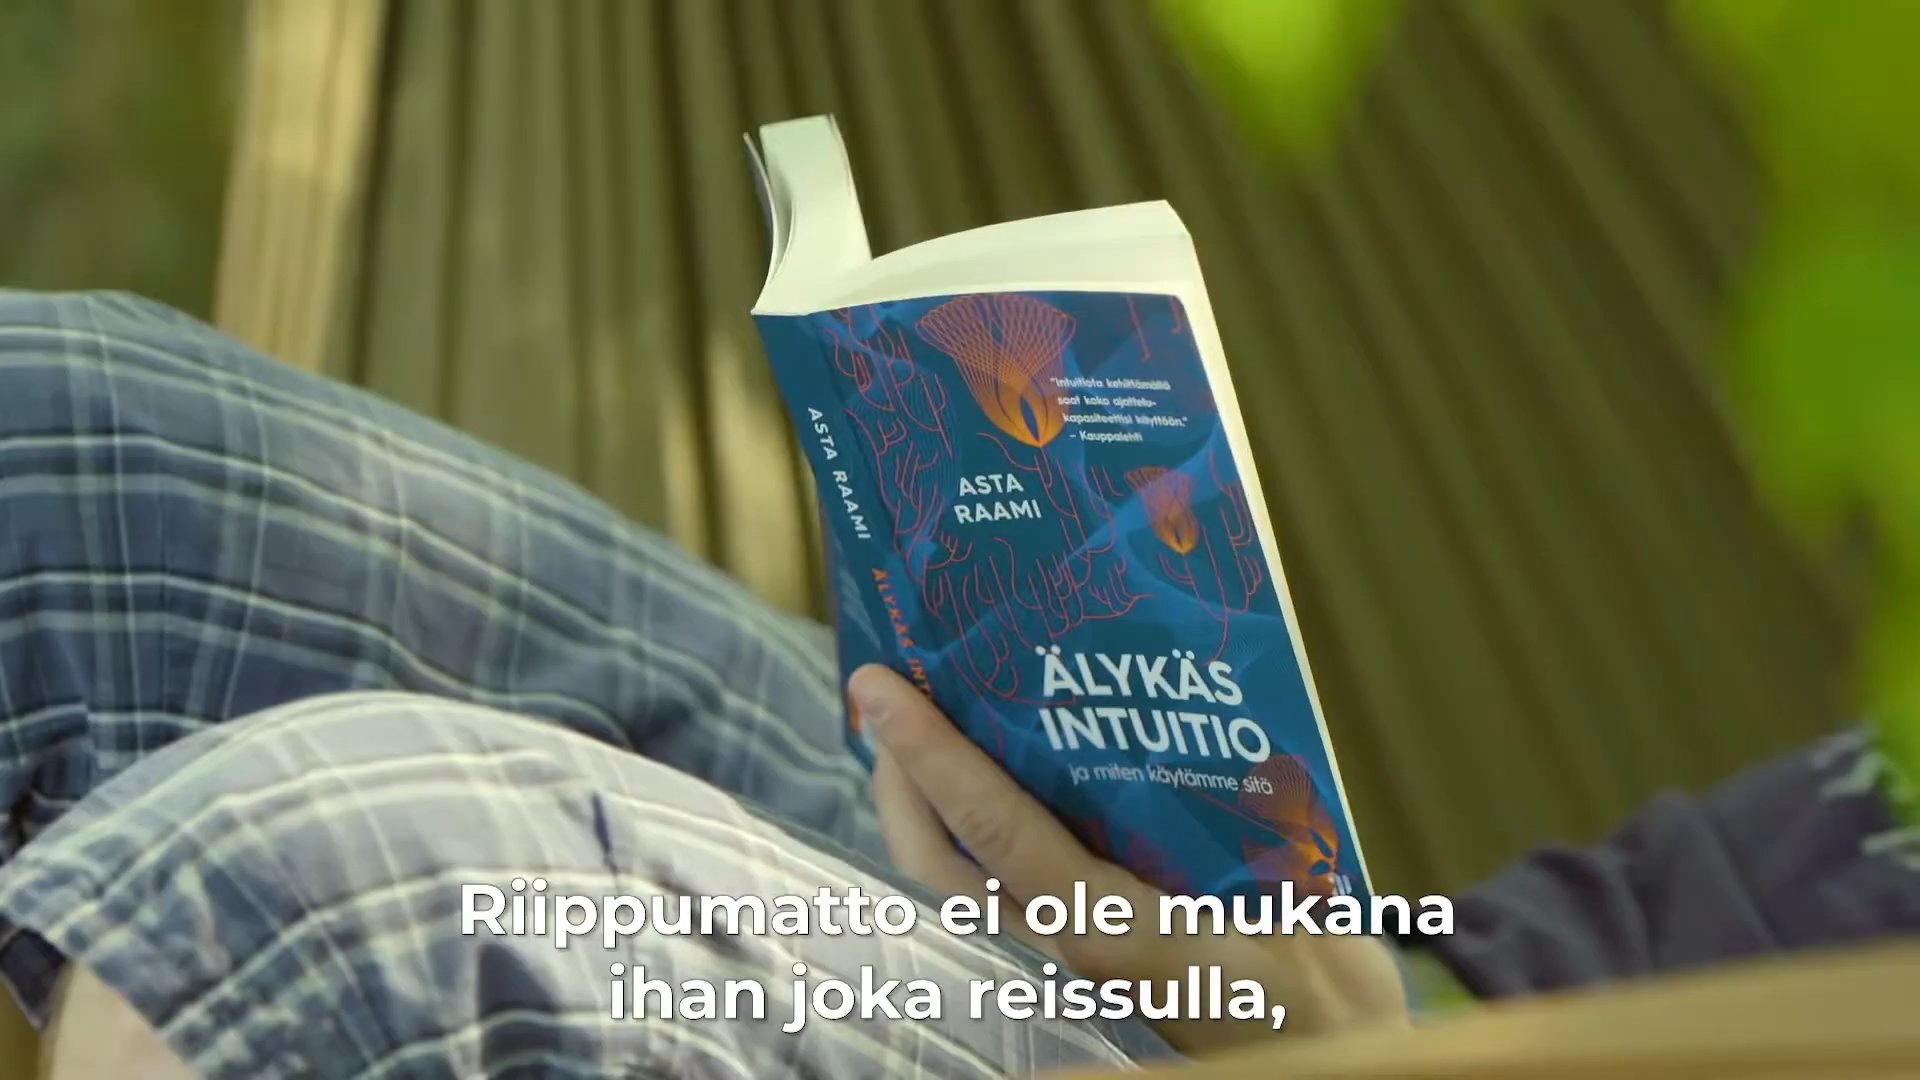 "Intuitiota kehittämällä
saat koko ajattelu-
kapasiteettisi käyttöön."
– Kauppalehti
ASTA
RAAMI
ASTA RAAMI ÄLYKÄS INT
ÄLYKÄS
INTUITIO
ja miten käytämme sitä
Riippumatto ei ole mukana
ihan joka reissulla,